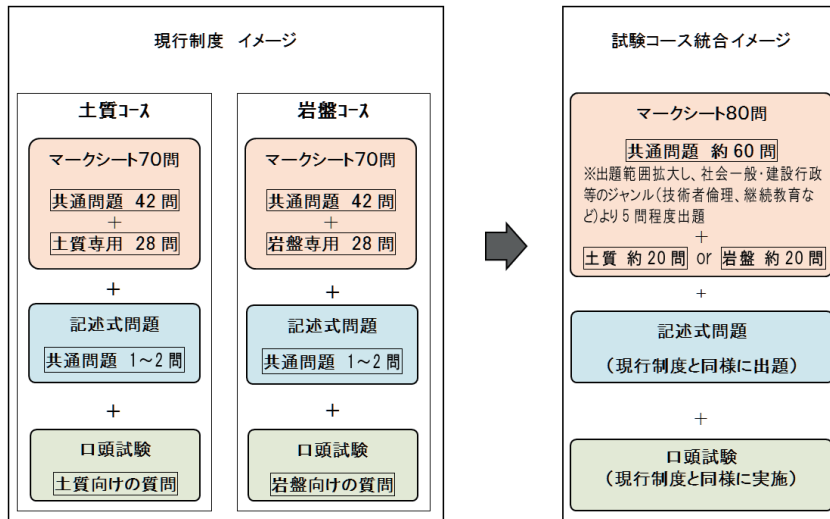 現行制度 イメージ
土質コース
マークシート70問
共通問題 42問
+
土質専用 28問
+
記述式問題
共通問題 1～2問
+
口頭試験
土質向けの質問
岩盤コース
マークシート70問
共通問題 42問
+
岩盤専用 28問
+
記述式問題
共通問題 1～2問
+
口頭試験
岩盤向けの質問
試験コース統合イメージ
マークシート80問
共通問題 約60問
※出題範囲拡大し、社会一般・建設行政
等のジャンル(技術者倫理、継続教育な
ど)より5問程度出題
+
土質 約20問 or 岩盤 約20問
+
記述式問題
(現行制度と同様に出題)
+
口頭試験
(現行制度と同様に実施)